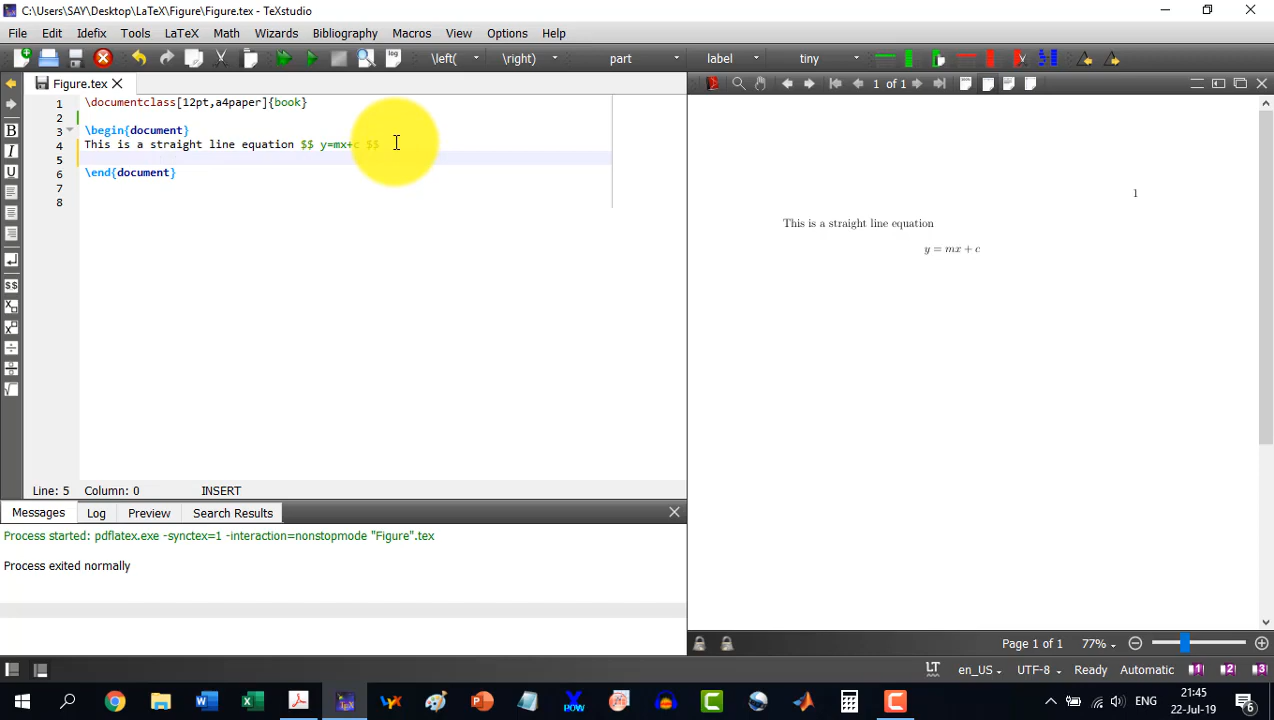 C:\Users\SAY\Desktop\LaTeX\Figure\Figure.tex - TeXstudio
File Edit Idefix Tools LaTeX Math Wizards Bibliography Macros View Options Help
\left( \right) part label tiny
Figure.tex
1 of 1
1 \documentclass[12pt,a4paper]{book}
2
3 \begin{document}
4 This is a straight line equation $$ y=mx+c $$
5
6 \end{document}
7
8
1
This is a straight line equation
y = mx + c
Line: 5 Column: 0 INSERT
Messages Log Preview Search Results
Process started: pdflatex.exe -synctex=1 -interaction=nonstopmode "Figure".tex
Process exited normally
Page 1 of 1 77%
LT en_US UTF-8 Ready Automatic 1 2 3
ENG
21:45
22-Jul-19
6